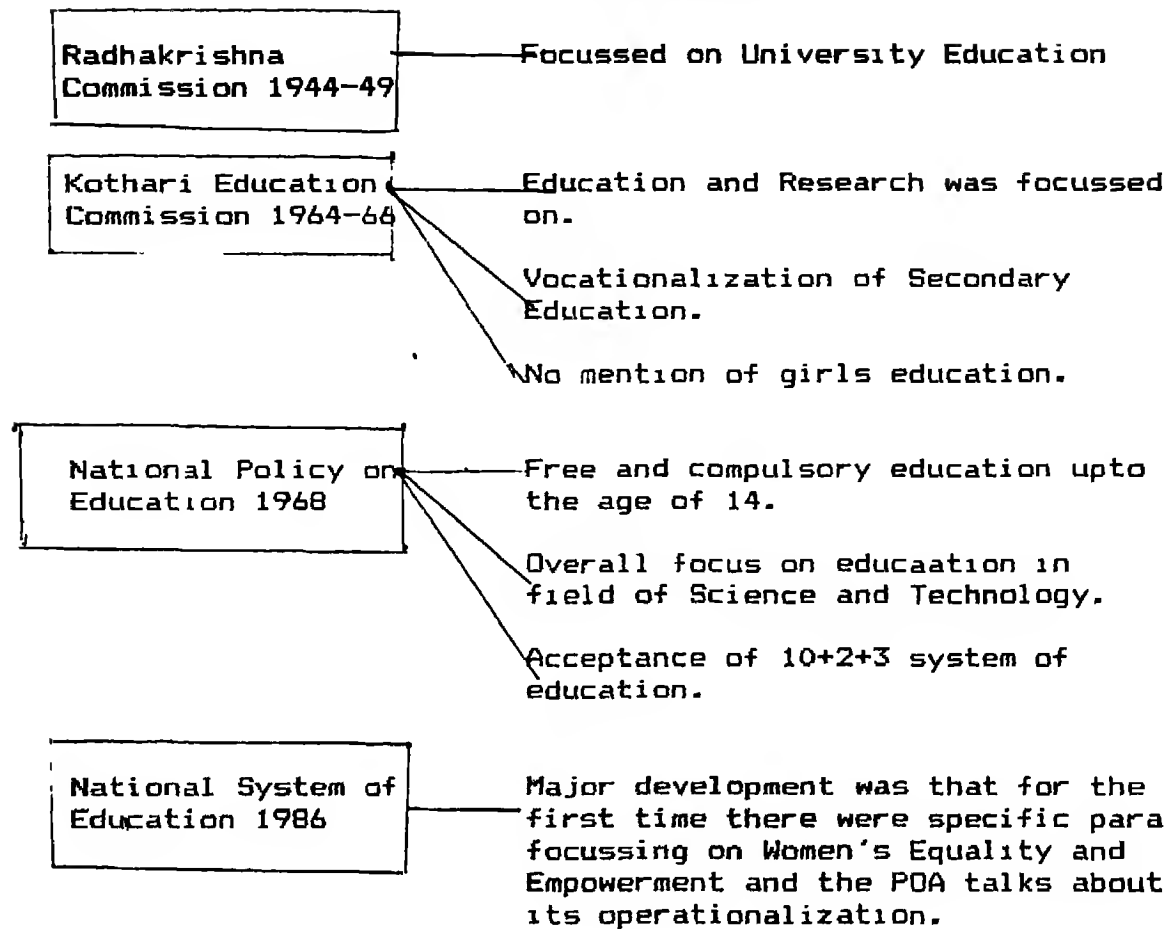 Radhakrishna
Commission 1944-49
Focussed on University Education
Kothari Education
Commission 1964-66
Education and Research was focussed
on.
Vocationalization of Secondary
Education.
No mention of girls education.
National Policy on
Education 1968
Free and compulsory education upto
the age of 14.
Overall focus on educaation in
field of Science and Technology.
Acceptance of 10+2+3 system of
education.
National System of
Education 1986
Major development was that for the
first time there were specific para
focussing on Women's Equality and
Empowerment and the POA talks about
its operationalization.